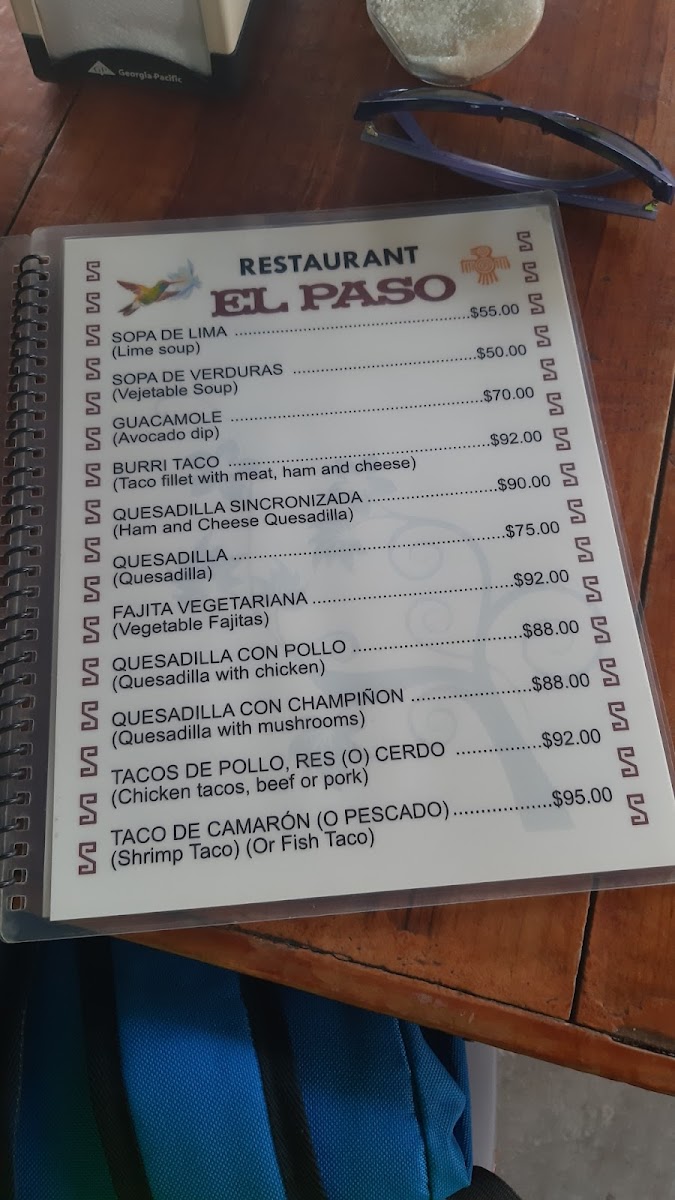 Georgia-Pacific
RESTAURANT
EL PASO
SOPA DE LIMA ........................................................$55.00
(Lime soup)
SOPA DE VERDURAS ...........................................$50.00
(Vejetable Soup)
GUACAMOLE ........................................................$70.00
(Avocado dip)
BURRI TACO ..........................................................$92.00
(Taco fillet with meat, ham and cheese)
QUESADILLA SINCRONIZADA ............................$90.00
(Ham and Cheese Quesadilla)
QUESADILLA ..........................................................$75.00
(Quesadilla)
FAJITA VEGETARIANA ..........................................$92.00
(Vegetable Fajitas)
QUESADILLA CON POLLO ...................................$88.00
(Quesadilla with chicken)
QUESADILLA CON CHAMPIÑON .........................$88.00
(Quesadilla with mushrooms)
TACOS DE POLLO, RES (O) CERDO ..................$92.00
(Chicken tacos, beef or pork)
TACO DE CAMARÓN (O PESCADO)....................$95.00
(Shrimp Taco) (Or Fish Taco)